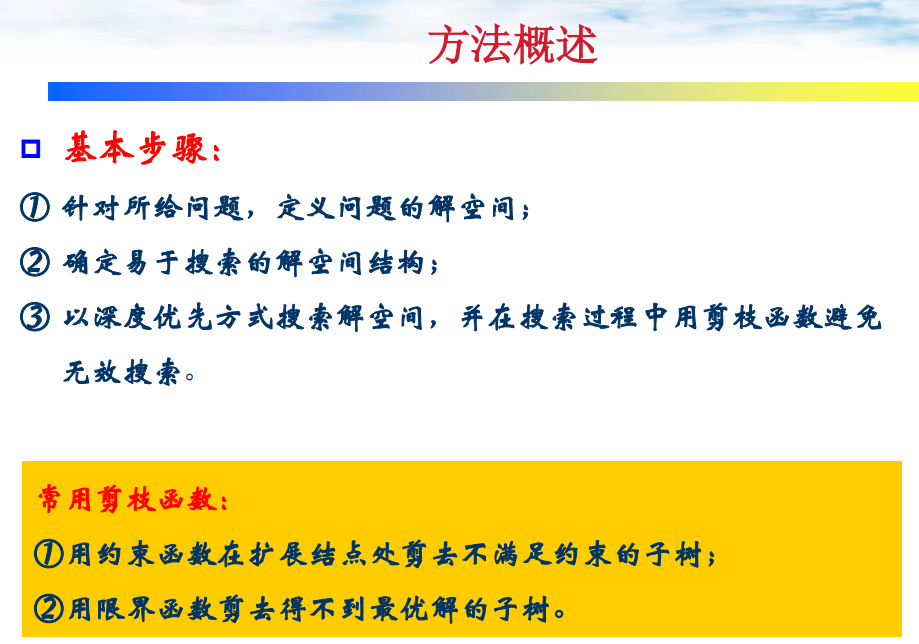 方法概述
基本步骤：
① 针对所给问题，定义问题的解空间；
② 确定易于搜索的解空间结构；
③ 以深度优先方式搜索解空间，并在搜索过程中用剪枝函数避免
无效搜索。
常用剪枝函数：
①用约束函数在扩展结点处剪去不满足约束的子树；
②用限界函数剪去得不到最优解的子树。